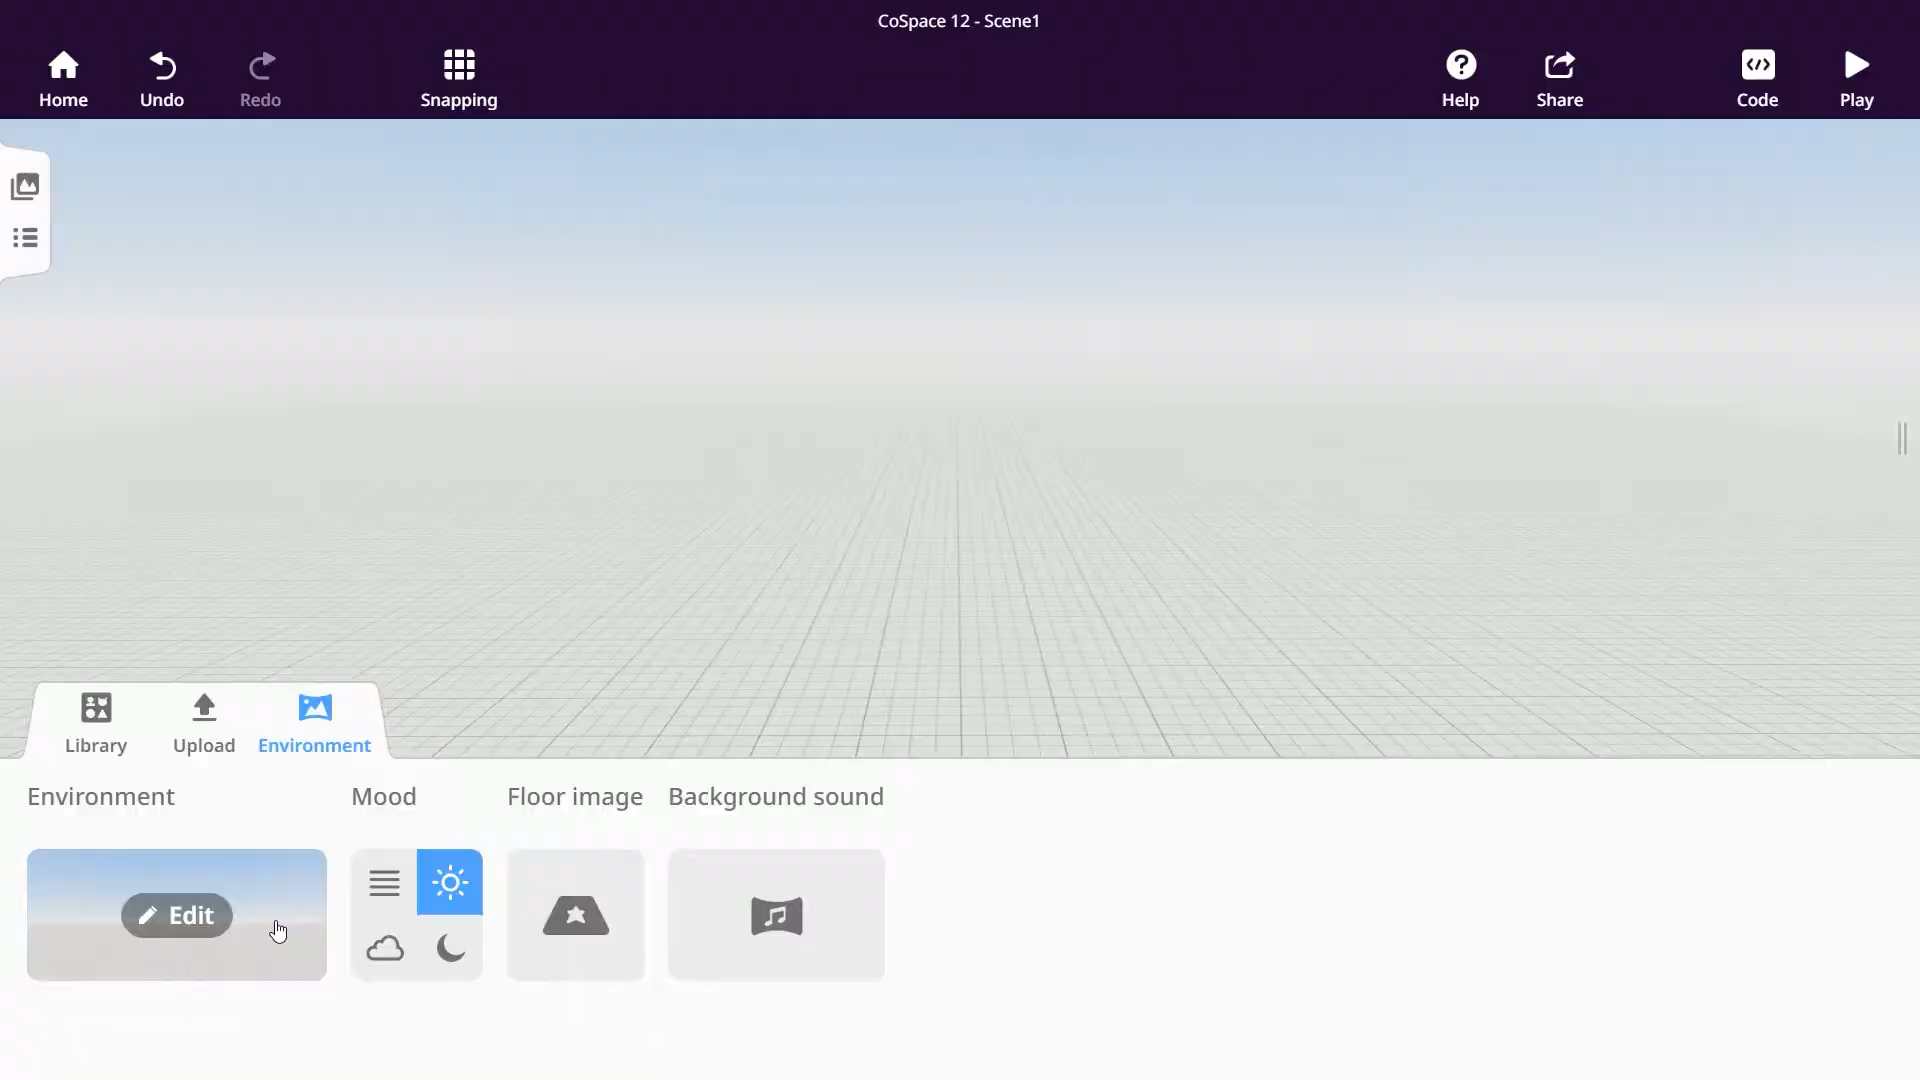 CoSpace 12 - Scene1
Home Undo Redo Snapping Help Share Code Play
Library Upload Environment
Environment Mood Floor image Background sound
Edit